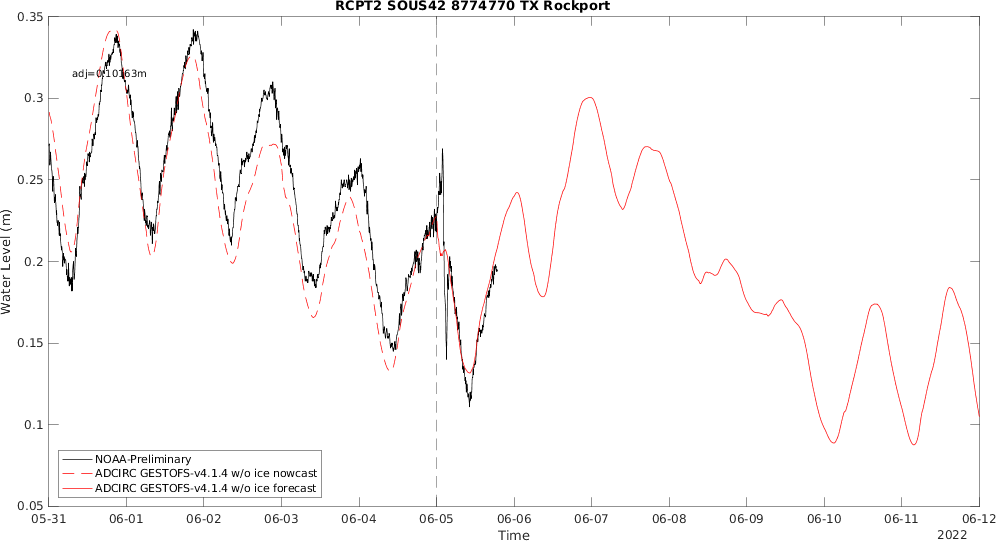 RCPT2 SOUS42 8774770 TX Rockport
0.35
0.3
0.25
0.2
0.15
0.1
0.05
Water Level (m)
adj=0.10163m
NOAA-Preliminary
ADCIRC GESTOFS-v4.1.4 w/o ice nowcast
ADCIRC GESTOFS-v4.1.4 w/o ice forecast
05-31 06-01 06-02 06-03 06-04 06-05 06-06 06-07 06-08 06-09 06-10 06-11 06-12
Time
2022